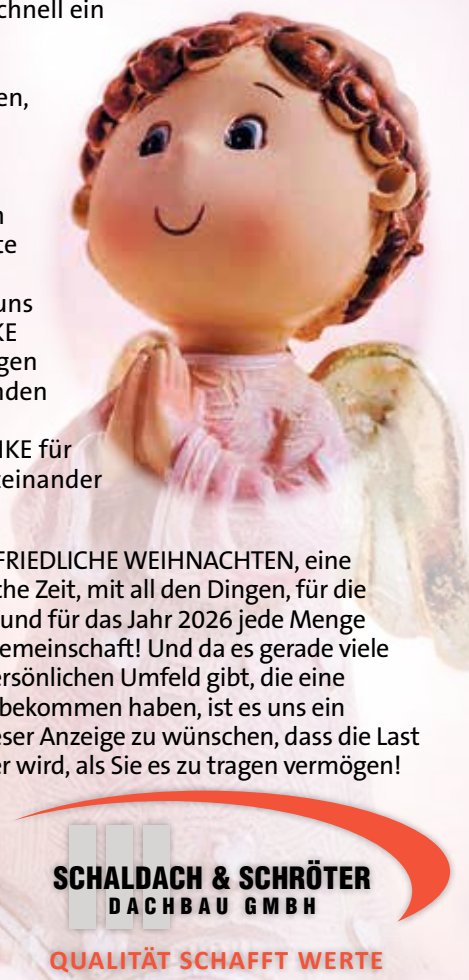 chnell ein
en,
n
te
uns
KE
gen
nden
NKE für
teinander
FRIEDLICHE WEIHNACHTEN, eine
che Zeit, mit all den Dingen, für die
und für das Jahr 2026 jede Menge
emeinschaft! Und da es gerade viele
ersönlichen Umfeld gibt, die eine
bekommen haben, ist es uns ein
eser Anzeige zu wünschen, dass die Last
er wird, als Sie es zu tragen vermögen!
SCHALDACH & SCHRÖTER
DACHBAU GMBH
QUALITÄT SCHAFFT WERTE